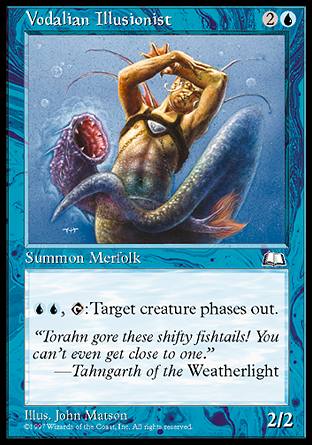 Vodalian Illusionist 2
Summon Merfolk
: Target creature phases out.
"Torahn gore these shifty fishtails! You
can't even get close to one."
—Tahngarth of the Weatherlight
Illus. John Matson
©1997 Wizards of the Coast, Inc. All rights reserved.
2/2